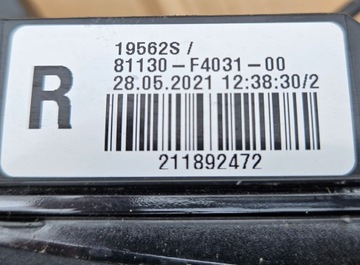 19562S /
81130-F4031-00
28.05.2021 12:38:30/2
R
211892472